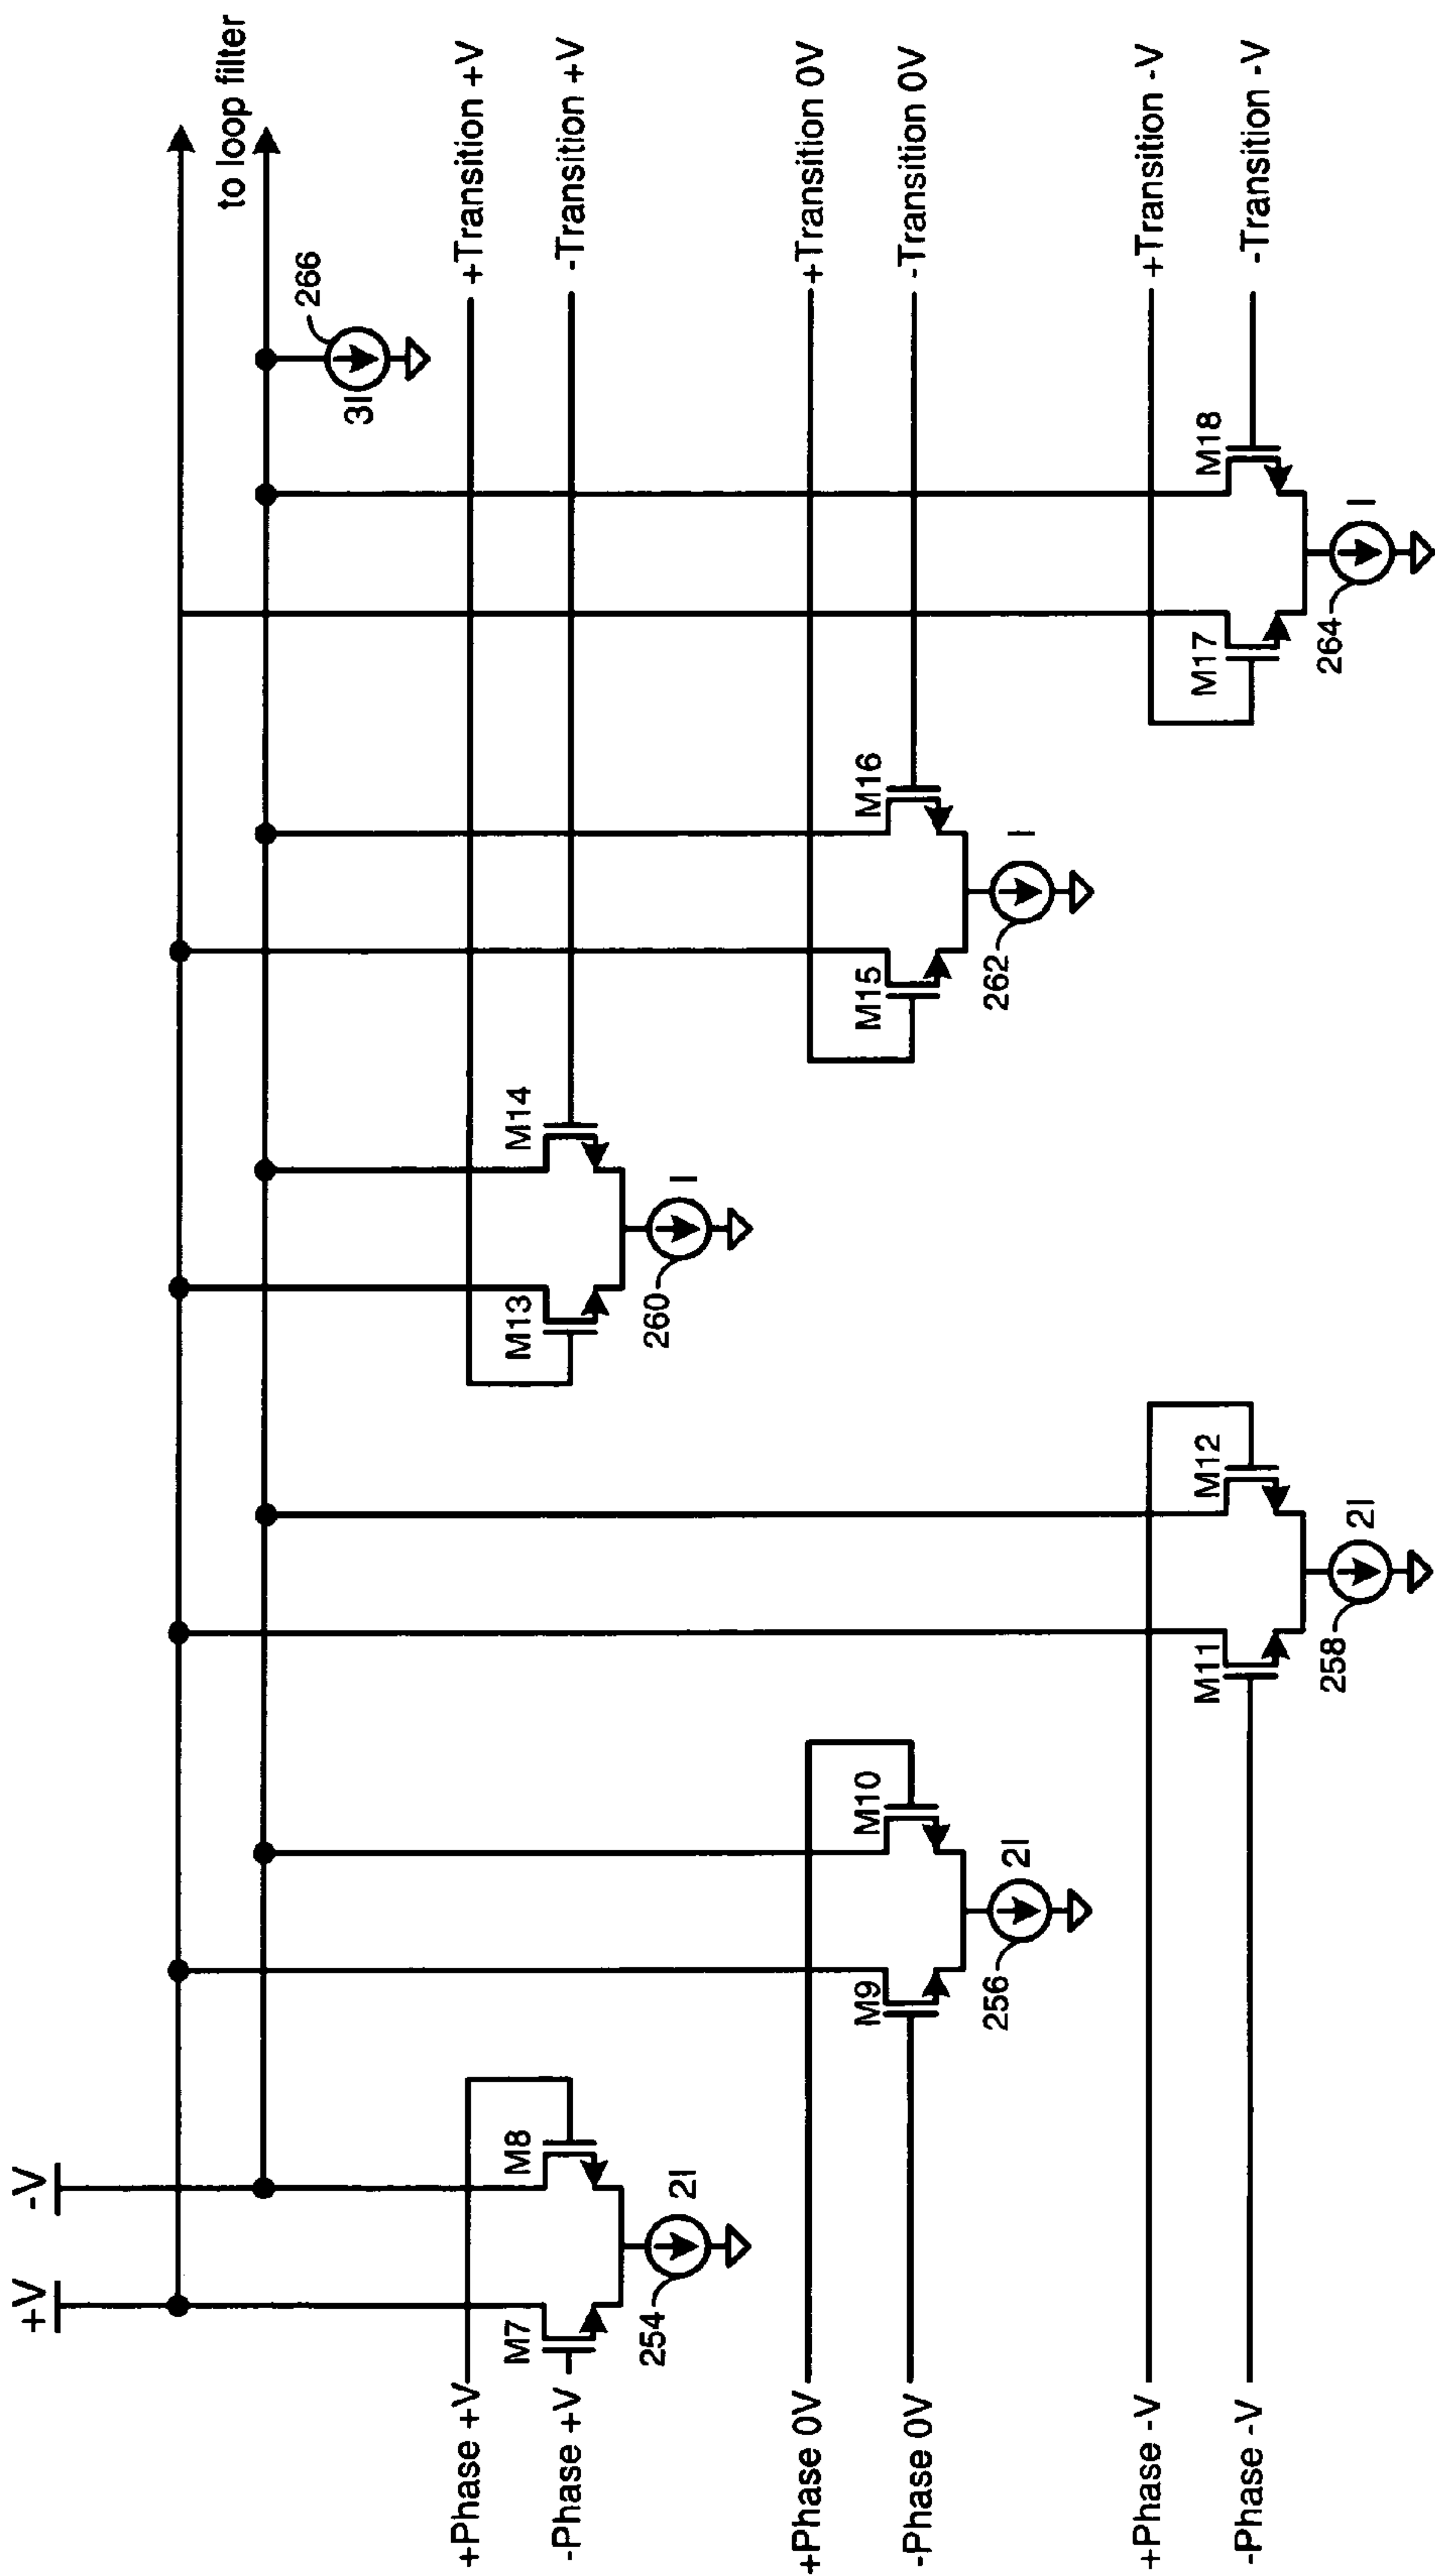 +V
-V
to loop filter
266
3I
+Phase +V
-Phase +V
M7
M8
254
2I
M13
M14
260
I
+Transition +V
-Transition +V
+Phase 0V
-Phase 0V
M9
M10
256
2I
M15
M16
262
I
+Transition 0V
-Transition 0V
+Phase -V
-Phase -V
M11
M12
258
2I
M17
M18
264
I
+Transition -V
-Transition -V